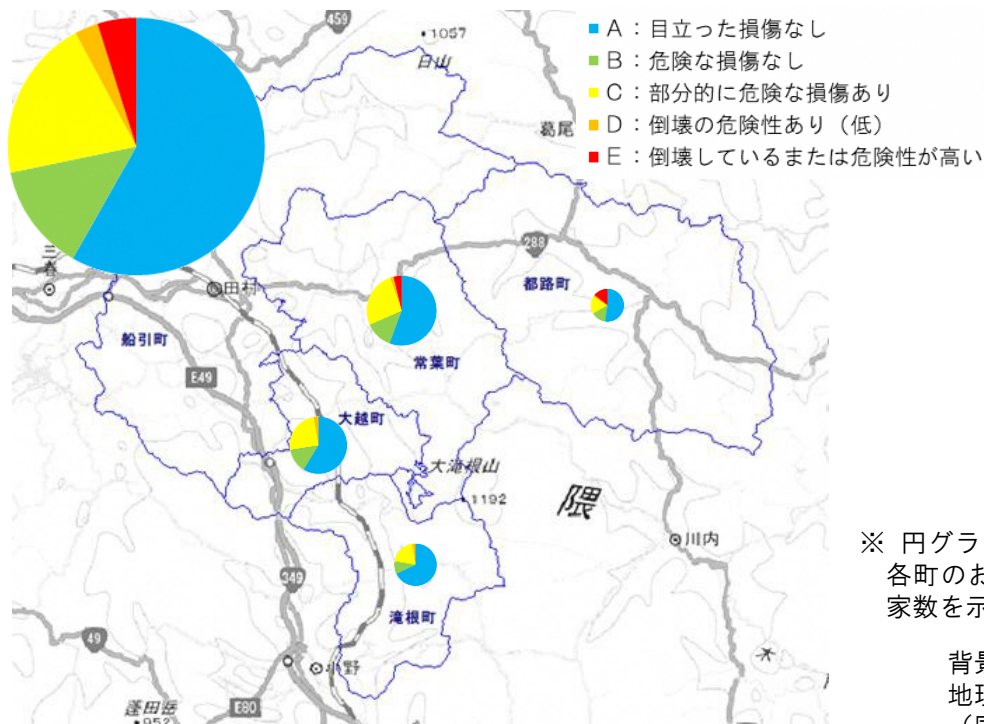 459
・1057
日山
葛尾
A：目立った損傷なし
B：危険な損傷なし
C：部分的に危険な損傷あり
D：倒壊の危険性あり（低）
E：倒壊しているまたは危険性が高い
三春
田村
288
都路町
船引町
常葉町
E49
大越町
大滝根山
・1192
隈
川内
※ 円グラ
各町のお
家数を示
349
滝根町
49
小野
背景
蓬田岳
・952
E80